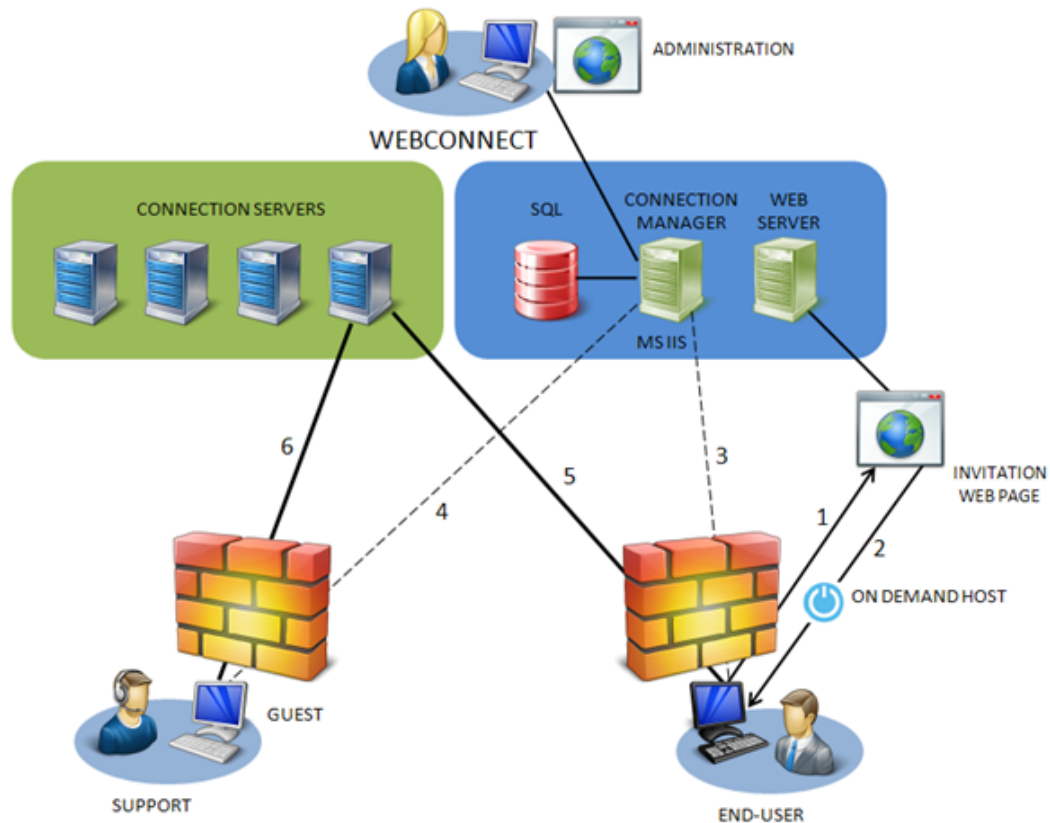 ADMINISTRATION
WEBCONNECT
CONNECTION SERVERS
SQL
CONNECTION
MANAGER
WEB
SERVER
MS IIS
6
5
4
3
1
2
INVITATION
WEB PAGE
ON DEMAND HOST
GUEST
SUPPORT
END-USER